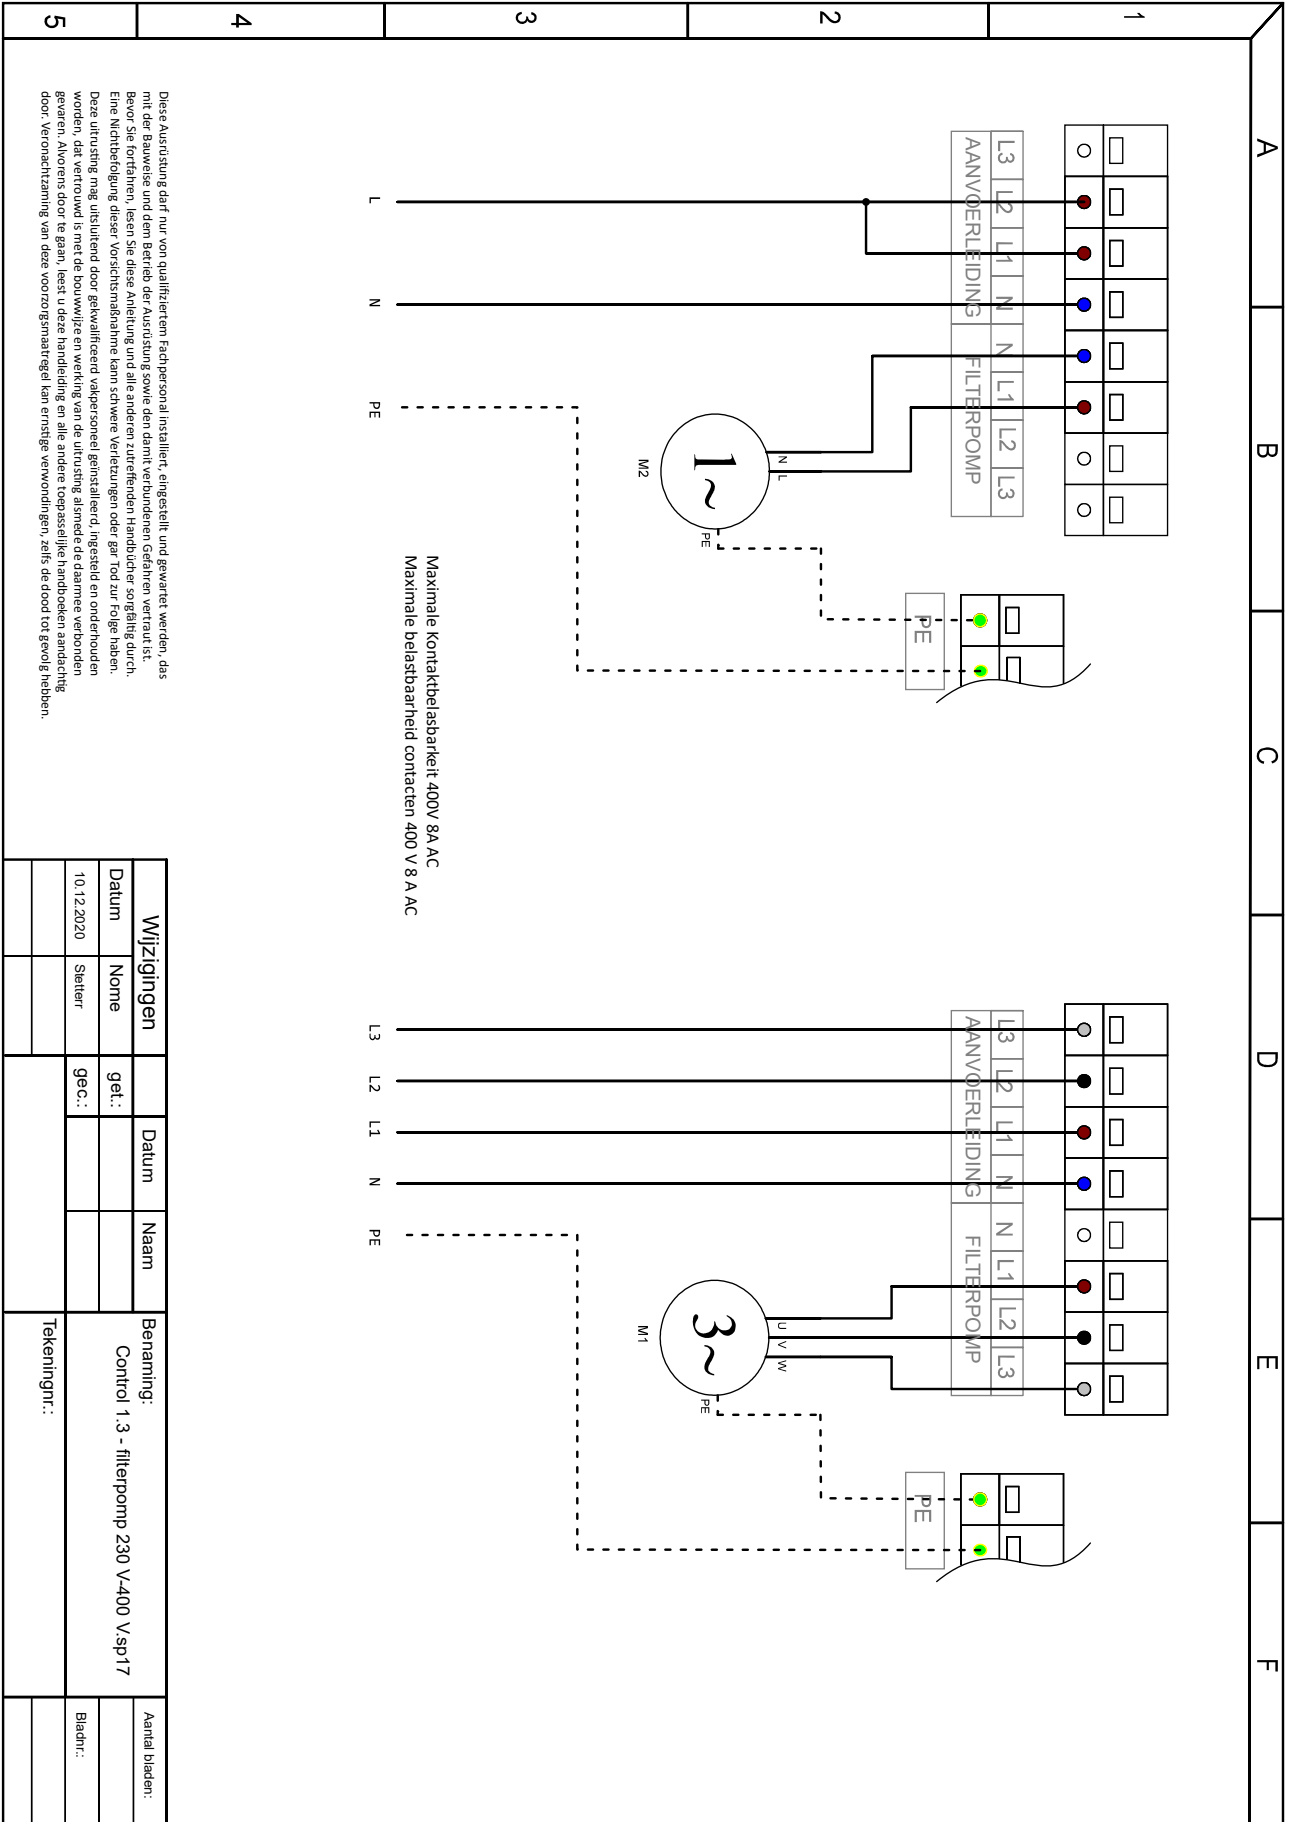 A
B
C
D
E
F
1
2
3
4
5
L3 L2 L1 N N L1 L2 L3
AANVOERLEIDING FILTERPOMP
PE
L
N
PE
1~
N
L
PE
M2
Maximale Kontaktbelasbarkeit 400V 8A AC
Maximale belastbaarheid contacten 400 V 8 A AC
L3 L2 L1 N N L1 L2 L3
AANVOERLEIDING FILTERPOMP
PE
L3
L2
L1
N
PE
3~
U
V
W
PE
M1
Diese Ausrüstung darf nur von qualifiziertem Fachpersonal installiert, eingestellt und gewartet werden, das
mit der Bauweise und dem Betrieb der Ausrüstung sowie den damit verbundenen Gefahren vertraut ist.
Bevor Sie fortfahren, lesen Sie diese Anleitung und alle anderen zutreffenden Handbücher sorgfältig durch.
Eine Nichtbefolgung dieser Vorsichtsmaßnahme kann schwere Verletzungen oder gar Tod zur Folge haben.
Deze uitrusting mag uitsluitend door gekwalificeerd vakpersoneel geïnstalleerd, ingesteld en onderhouden
worden, dat vertrouwd is met de bouwwijze en werking van de uitrusting alsmede de daarmee verbonden
gevaren. Alvorens door te gaan, leest u deze handleiding en alle andere toepasselijke handboeken aandachtig
door. Veronachtzaming van deze voorzorgsmaatregel kan ernstige verwondingen, zelfs de dood tot gevolg hebben.
Wijzigingen
Datum Nome
10.12.2020 Stetterr
Datum Naam
get.:
gec.:
Benaming:
Control 1.3 - filterpomp 230 V-400 V.sp17
Tekeningnr.:
Aantal bladen:
Bladnr.: